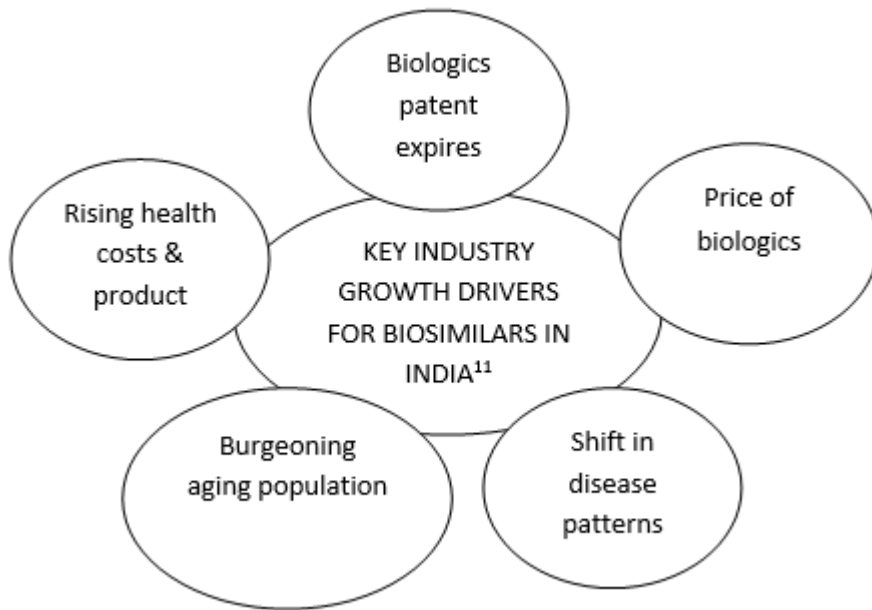 Biologics
patent
expires
Rising health
costs &
product
Price of
biologics
KEY INDUSTRY
GROWTH DRIVERS
FOR BIOSIMILARS IN
INDIA¹¹
Burgeoning
aging population
Shift in
disease
patterns